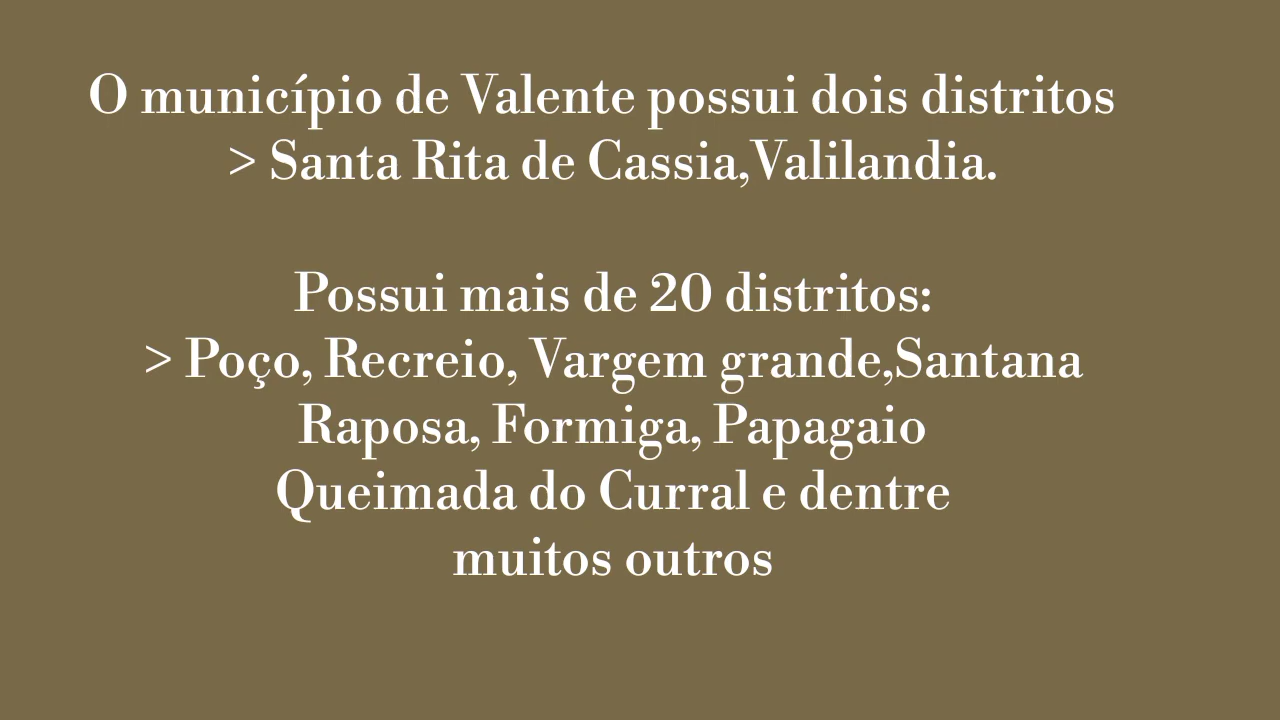 O município de Valente possui dois distritos
> Santa Rita de Cassia,Valilandia.
Possui mais de 20 distritos:
> Poço, Recreio, Vargem grande,Santana
Raposa, Formiga, Papagaio
Queimada do Curral e dentre
muitos outros